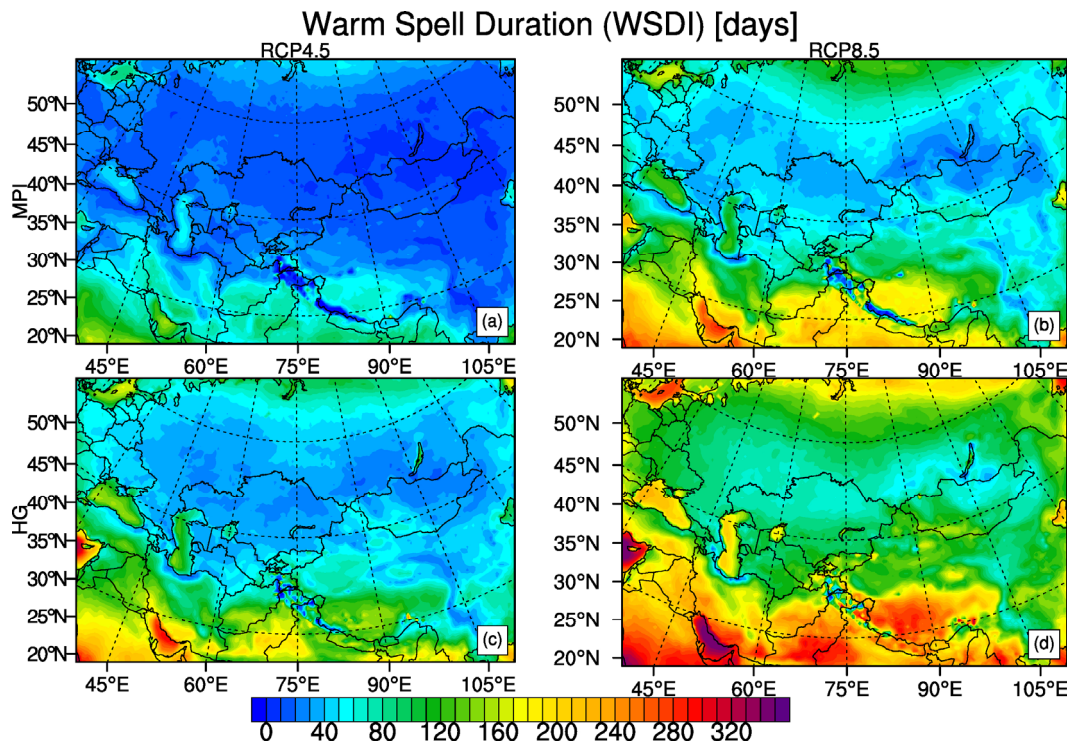 Warm Spell Duration (WSDI) [days]
RCP4.5 RCP8.5
50°N 50°N
45°N 45°N
40°N 40°N
MPI
35°N 35°N
30°N 30°N
25°N 25°N
20°N 20°N
(a) (b)
45°E 60°E 75°E 90°E 105°E 45°E 60°E 75°E 90°E 105°E
50°N 50°N
45°N 45°N
40°N 40°N
HG
35°N 35°N
30°N 30°N
25°N 25°N
20°N 20°N
(c) (d)
45°E 60°E 75°E 90°E 105°E 45°E 60°E 75°E 90°E 105°E
0 40 80 120 160 200 240 280 320